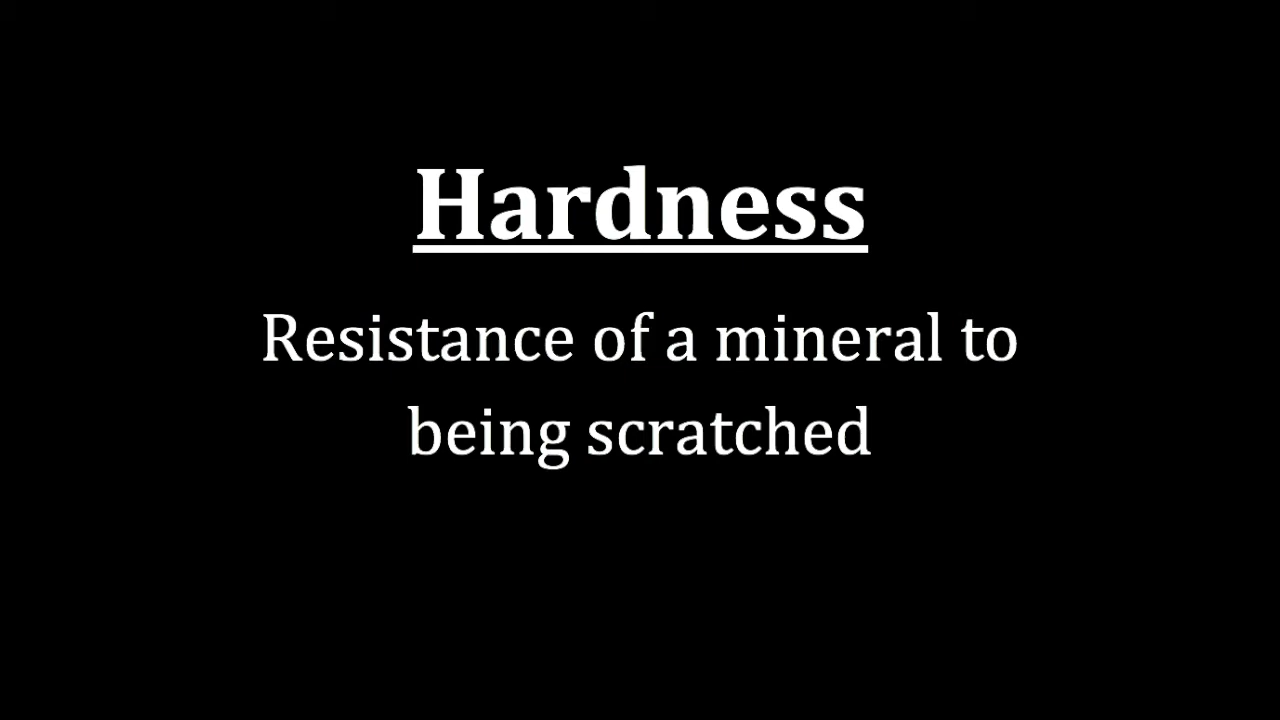 Hardness
Resistance of a mineral to
being scratched